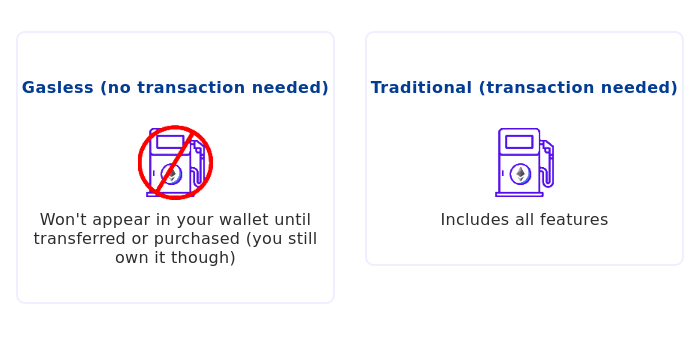 Gasless (no transaction needed)
Won't appear in your wallet until
transferred or purchased (you still
own it though)
Traditional (transaction needed)
Includes all features